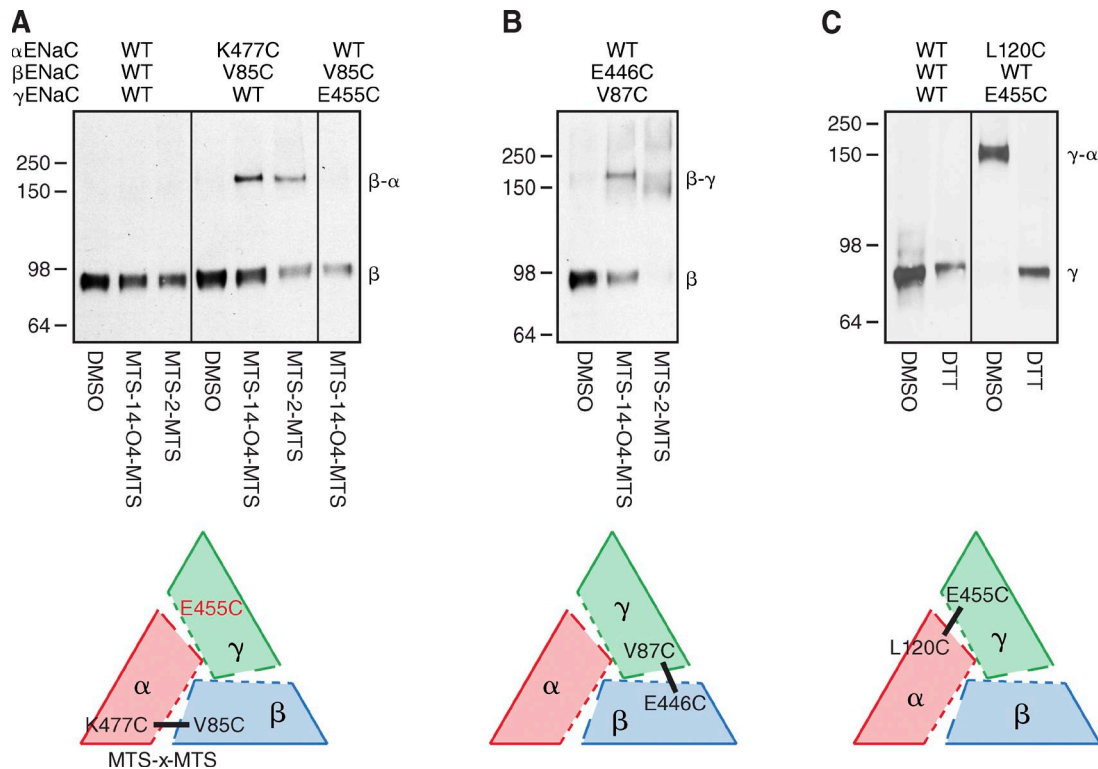 A
αENaC WT K477C WT
βENaC WT V85C V85C
γENaC WT WT E455C
250
150
98
64
β-α
β
DMSO
MTS-14-O4-MTS
MTS-2-MTS
DMSO
MTS-14-O4-MTS
MTS-2-MTS
MTS-14-O4-MTS
E455C
γ
α
K477C V85C β
MTS-x-MTS
B
WT
E446C
V87C
250
150
98
64
β-γ
β
DMSO
MTS-14-O4-MTS
MTS-2-MTS
γ
V87C
α
E446C
β
C
αENaC WT L120C
βENaC WT WT
γENaC WT E455C
250
150
98
64
γ-α
γ
DMSO
DTT
DMSO
DTT
E455C
γ
L120C
α
β